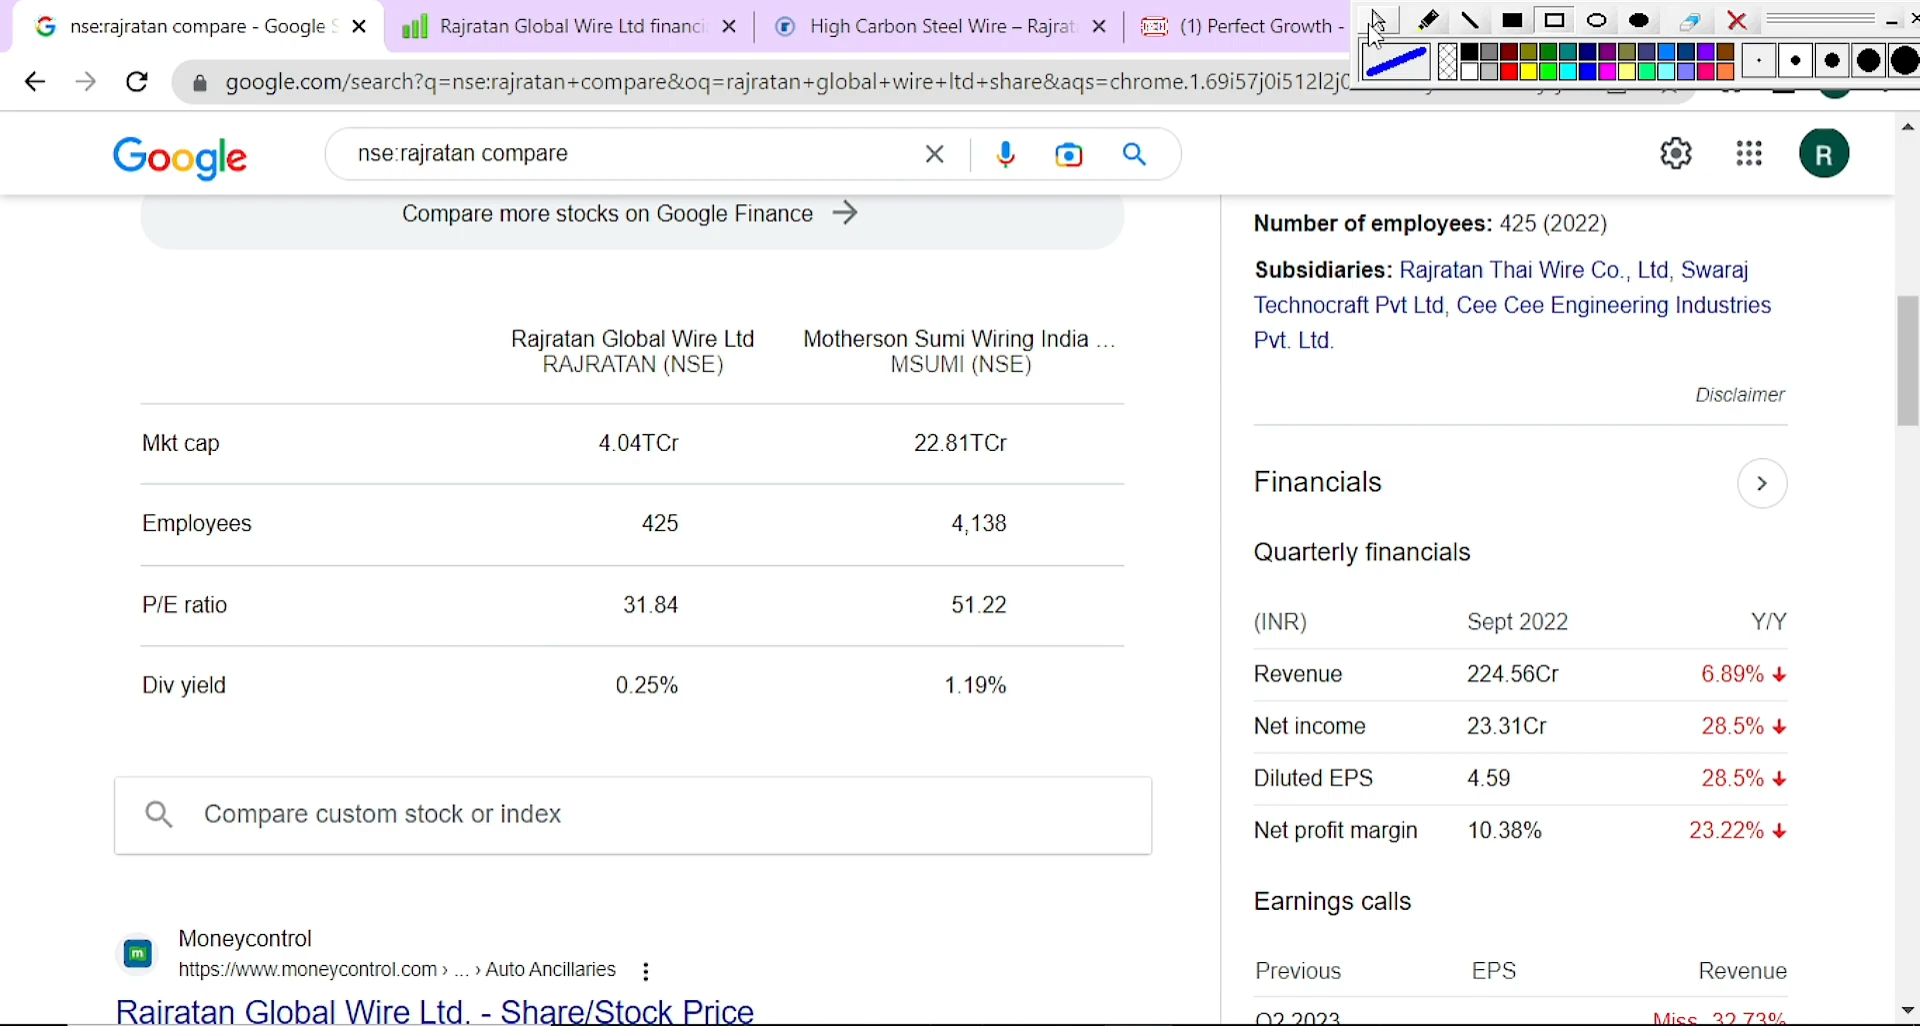 nse:rajratan compare - Google S
Rajratan Global Wire Ltd financi
High Carbon Steel Wire – Rajrat
(1) Perfect Growth -
google.com/search?q=nse:rajratan+compare&oq=rajratan+global+wire+ltd+share&aqs=chrome.1.69i57j0i512l2j0
Google
nse:rajratan compare
R
Compare more stocks on Google Finance
Rajratan Global Wire Ltd Motherson Sumi Wiring India ...
RAJRATAN (NSE) MSUMI (NSE)
Mkt cap 4.04TCr 22.81TCr
Employees 425 4,138
P/E ratio 31.84 51.22
Div yield 0.25% 1.19%
Compare custom stock or index
Moneycontrol
https://www.moneycontrol.com › ... › Auto Ancillaries
Rajratan Global Wire Ltd. - Share/Stock Price
Number of employees: 425 (2022)
Subsidiaries: Rajratan Thai Wire Co., Ltd, Swaraj
Technocraft Pvt Ltd, Cee Cee Engineering Industries
Pvt. Ltd.
Disclaimer
Financials
Quarterly financials
(INR) Sept 2022 Y/Y
Revenue 224.56Cr 6.89%
Net income 23.31Cr 28.5%
Diluted EPS 4.59 28.5%
Net profit margin 10.38% 23.22%
Earnings calls
Previous EPS Revenue
Q2 2023 Miss 32.73%